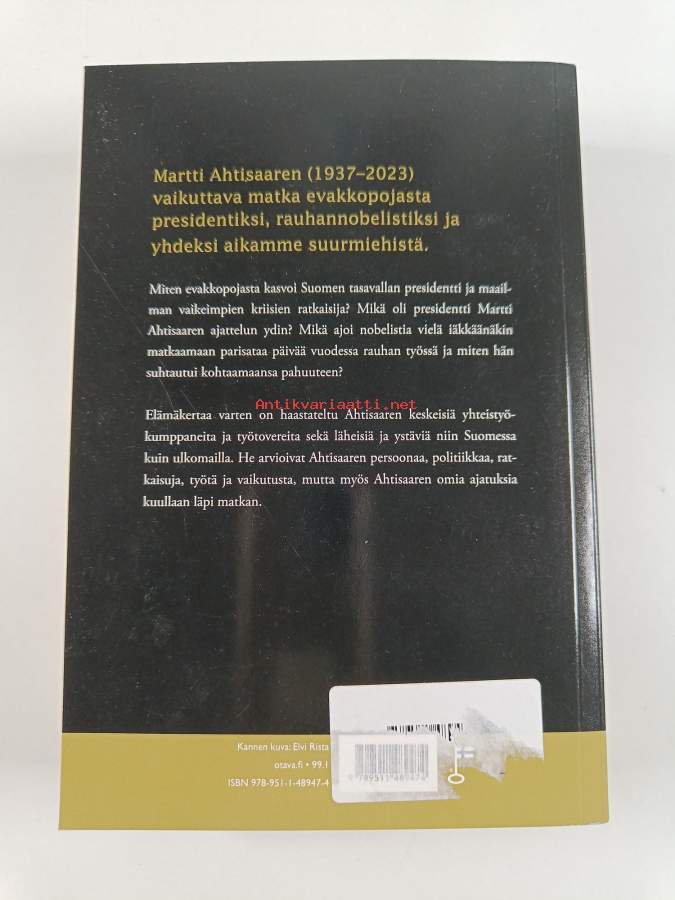 Martti Ahtisaaren (1937–2023)
vaikuttava matka evakkopojasta
presidentiksi, rauhannobelistiksi ja
yhdeksi aikamme suurmiehistä.
Miten evakkopojasta kasvoi Suomen tasavallan presidentti ja maail-
man vaikeimpien kriisien ratkaisija? Mikä oli presidentti Martti
Ahtisaaren ajattelun ydin? Mikä ajoi nobelistia vielä iäkkäänäkin
matkaamaan parisataa päivää vuodessa rauhan työssä ja miten hän
suhtautui kohtaamaansa pahuuteen?
Antikvariaatti.net
Elämäkertaa varten on haastateltu Ahtisaaren keskeisiä yhteistyö-
kumppaneita ja työtovereita sekä läheisiä ja ystäviä niin Suomessa
kuin ulkomailla. He arvioivat Ahtisaaren persoonaa, politiikkaa, rat-
kaisuja, työtä ja vaikutusta, mutta myös Ahtisaaren omia ajatuksia
kuullaan läpi matkan.
Kannen kuva: Elvi Rista
otava.fi • 99.1
ISBN 978-951-1-48947-4
9 789511 489474